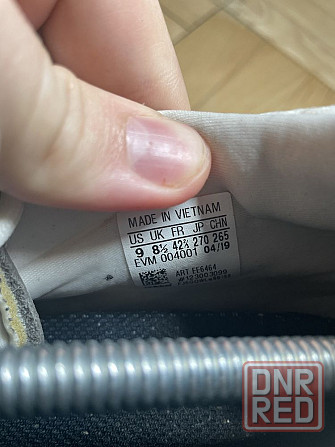 MADE IN VIETNAM
US UK FR JP CHN
9 8½ 42⅔ 270 265
EVM 004001 04/19
ART EE6464
DNR
RED